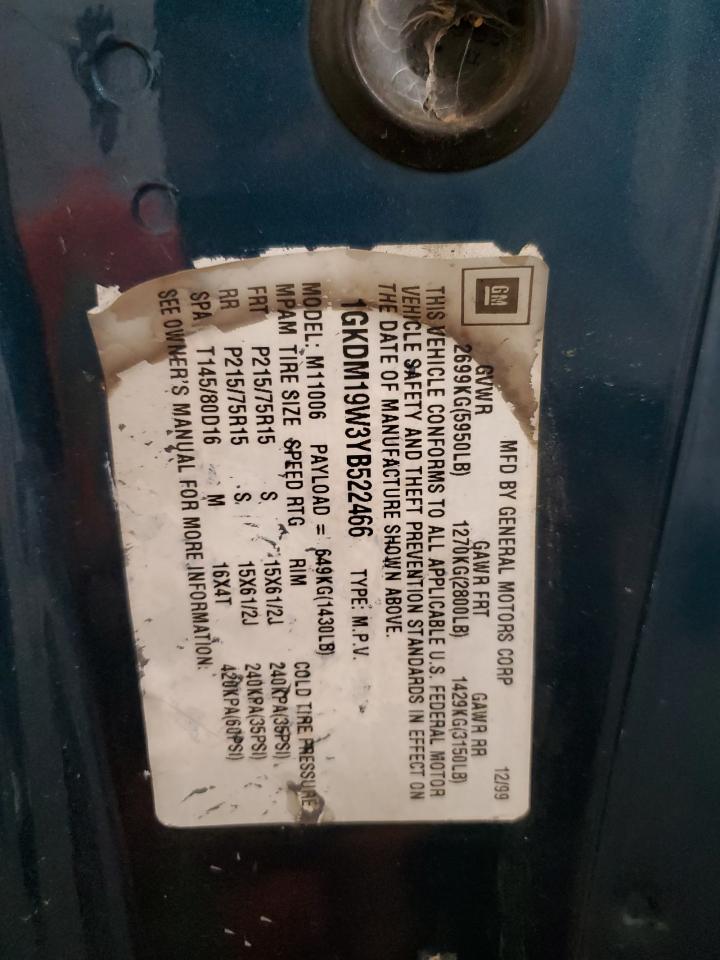 GM
MFD BY GENERAL MOTORS CORP 12/99
GVWR GAWR FRT GAWR RR
2699KG(5950LB) 1270KG(2800LB) 1429KG(3150LB)
THIS VEHICLE CONFORMS TO ALL APPLICABLE U.S. FEDERAL MOTOR
VEHICLE SAFETY AND THEFT PREVENTION STANDARDS IN EFFECT ON
THE DATE OF MANUFACTURE SHOWN ABOVE.
1GKDM19W3YB522466 TYPE: M.P.V.
MODEL: M11006 PAYLOAD = 649KG(1430LB)
MPAM TIRE SIZE SPEED RTG RIM COLD TIRE PRESSURE
FRT P215/75R15 S 15X61/2J 240KPA(35PSI)
RR P215/75R15 S 15X61/2J 240KPA(35PSI)
SPA T145/80D16 M 16X4T 420KPA(60PSI)
SEE OWNER'S MANUAL FOR MORE INFORMATION.